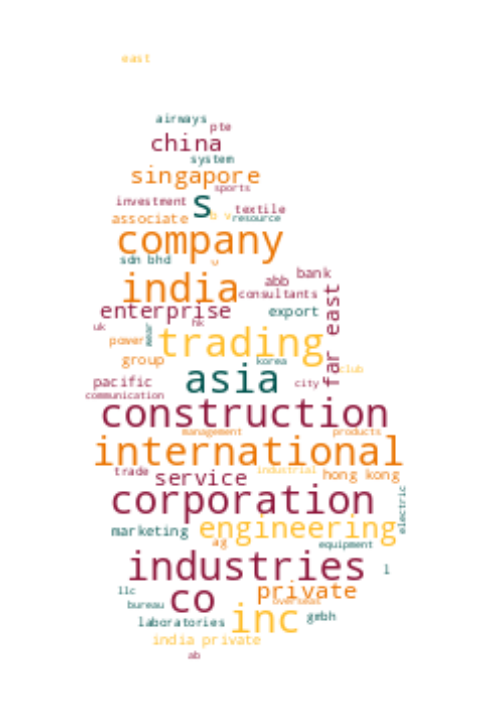 east
airways
pte
china
system
singapore
sports
investment
s
textile
associate
b v
resource
company
sdn bhd
v
bank
abb
india
consultants
far east
enterprise
export
hk
uk
wear
trading
power
group
korea
club
asia
pacific
city
communication
construction
management
products
international
trade
industrial
hong kong
service
corporation
electric
marketing
engineering
ag
equipment
industries
l
llc
private
co
overseas
bureau
inc
gmbh
laboratories
india private
ab